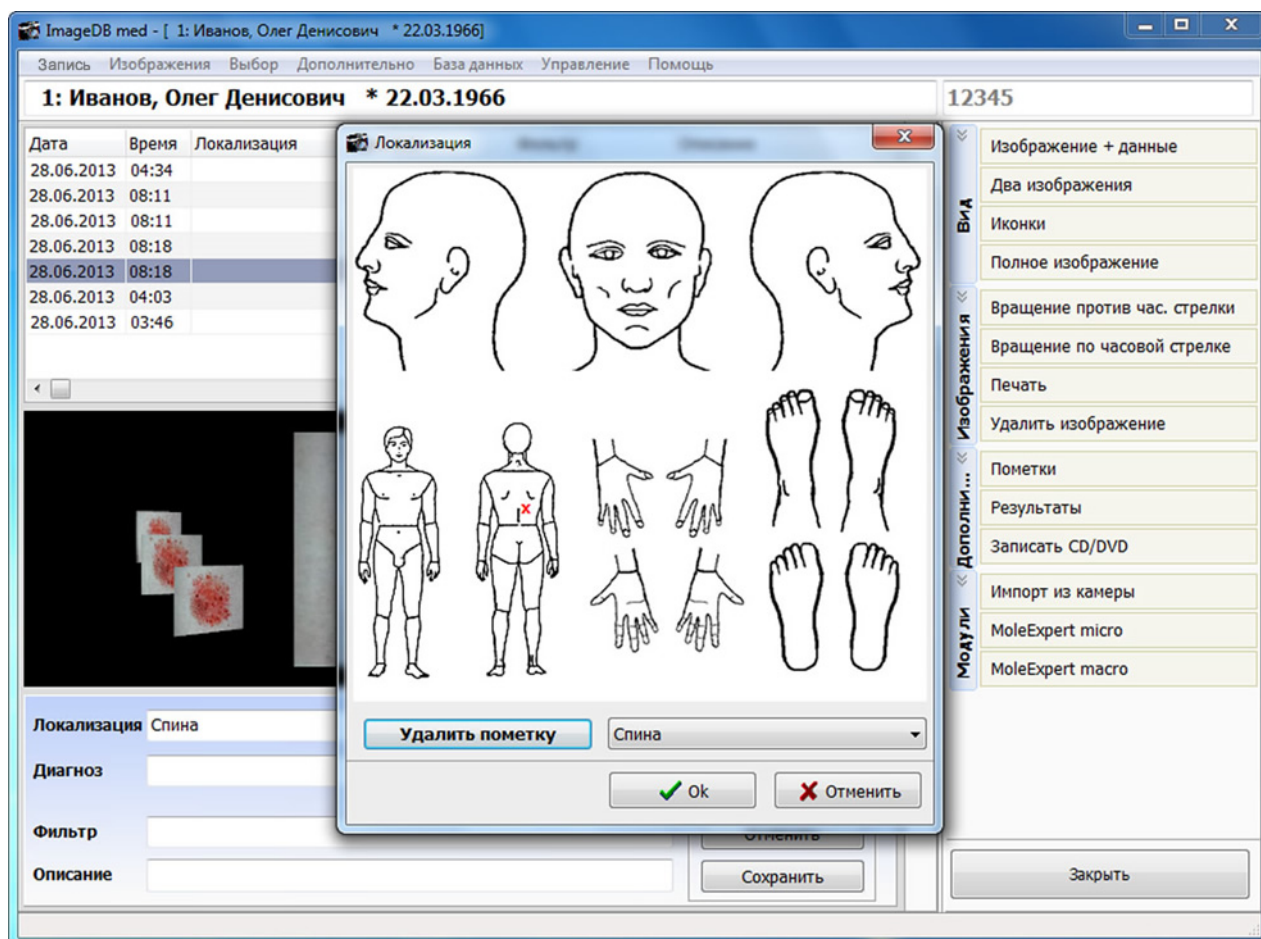 ImageDB med - [ 1: Иванов, Олег Денисович * 22.03.1966]
Запись Изображения Выбор Дополнительно База данных Управление Помощь
1: Иванов, Олег Денисович * 22.03.1966
12345
Дата Время Локализация
28.06.2013 04:34
28.06.2013 08:11
28.06.2013 08:11
28.06.2013 08:18
28.06.2013 08:18
28.06.2013 04:03
28.06.2013 03:46
Локализация
x
Удалить пометку
Спина
Ok
Отменить
Локализация Спина
Диагноз
Фильтр
Описание
Отменить
Сохранить
Вид
Изображение + данные
Два изображения
Иконки
Полное изображение
Изображения
Вращение против час. стрелки
Вращение по часовой стрелке
Печать
Удалить изображение
Дополни...
Пометки
Результаты
Записать CD/DVD
Модули
Импорт из камеры
MoleExpert micro
MoleExpert macro
Закрыть